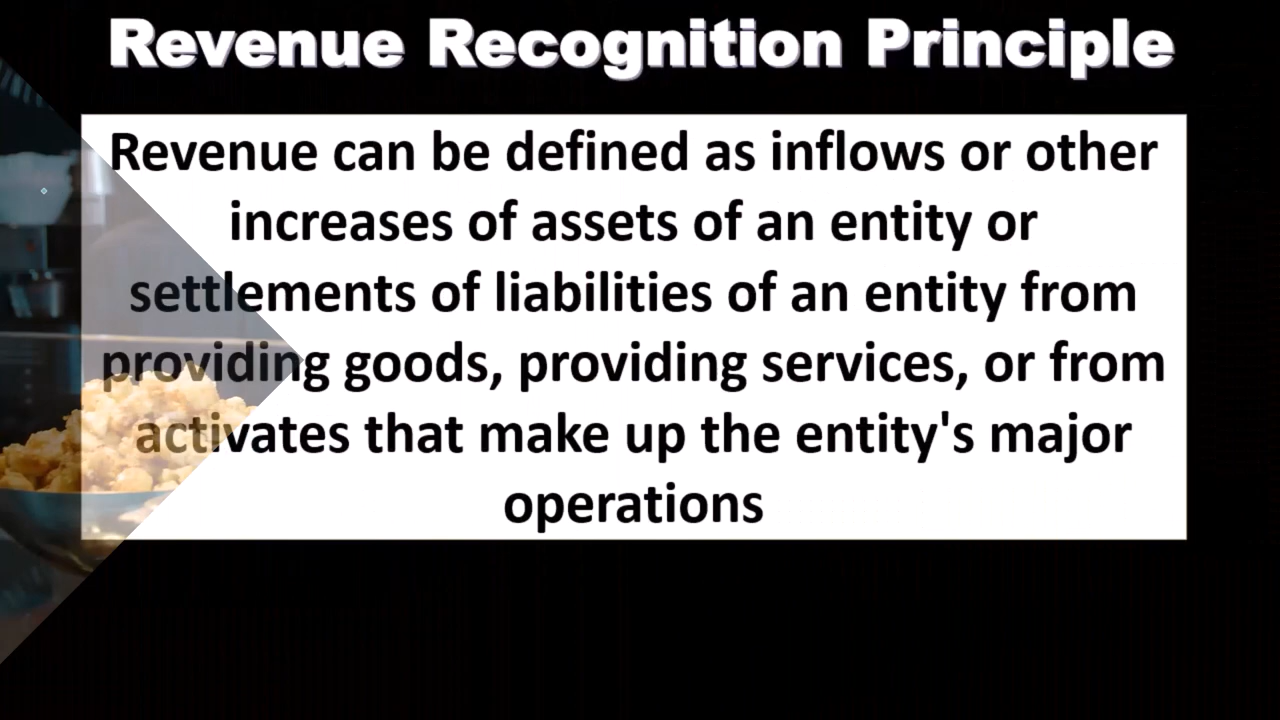 Revenue Recognition Principle
Revenue can be defined as inflows or other
increases of assets of an entity or
settlements of liabilities of an entity from
providing goods, providing services, or from
activates that make up the entity's major
operations